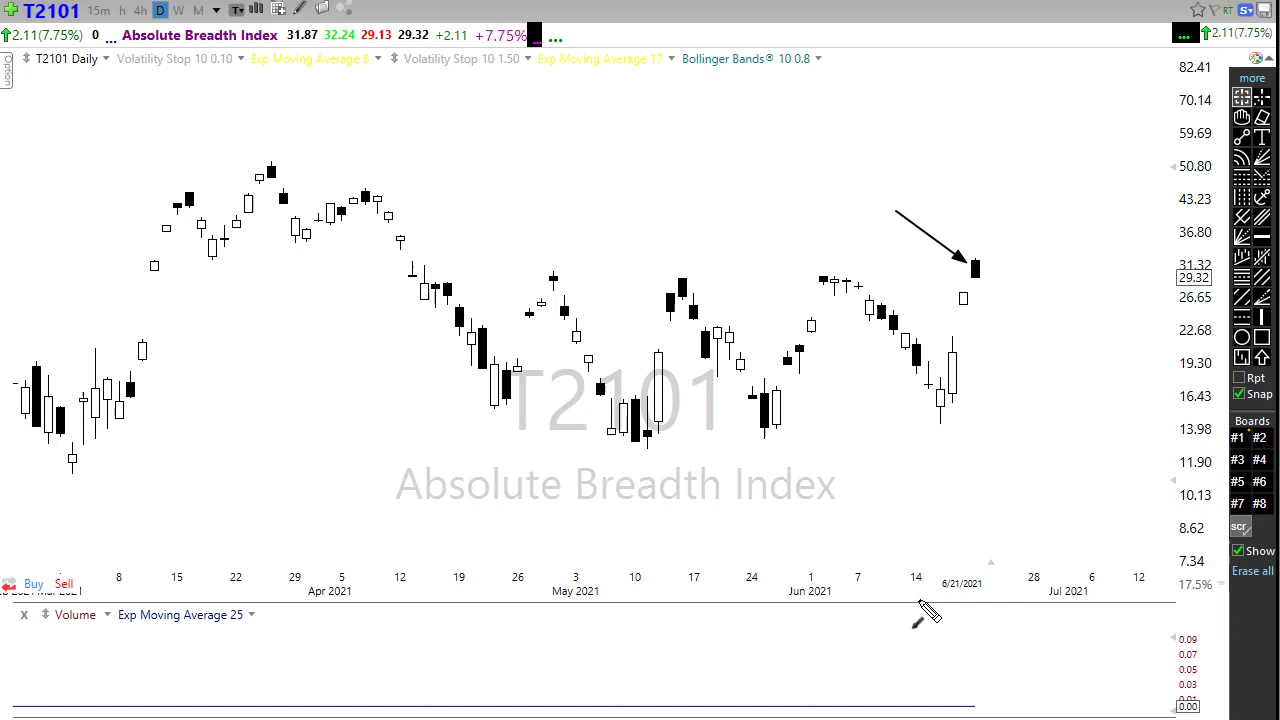 T2101 15m h 4h D W M T RT S
2.11(7.75%) 0 ... Absolute Breadth Index 31.87 32.24 29.13 29.32 +2.11 +7.75% ... ... ... 2.11(7.75%)
Option
T2101 Daily Volatility Stop 10 0.10 Exp Moving Average 8 Volatility Stop 10 1.50 Exp Moving Average 17 Bollinger Bands® 10 0.8
82.41
70.14
59.69
50.80
43.23
36.80
31.32
29.32
26.65
22.68
19.30
16.43
13.98
11.90
10.13
8.62
7.34
17.5%
more
T
Rpt
Snap
Boards
#1 #2
#3 #4
#5 #6
#7 #8
scr
Show
Erase all
T2101
Absolute Breadth Index
Buy Sell
8 15 22 29 5 12 19 26 3 10 17 24 1 7 14 6/21/2021 28 6 12
2021 Apr 2021 May 2021 Jun 2021 Jul 2021
X Volume Exp Moving Average 25
0.09
0.07
0.05
0.03
0.01
0.00